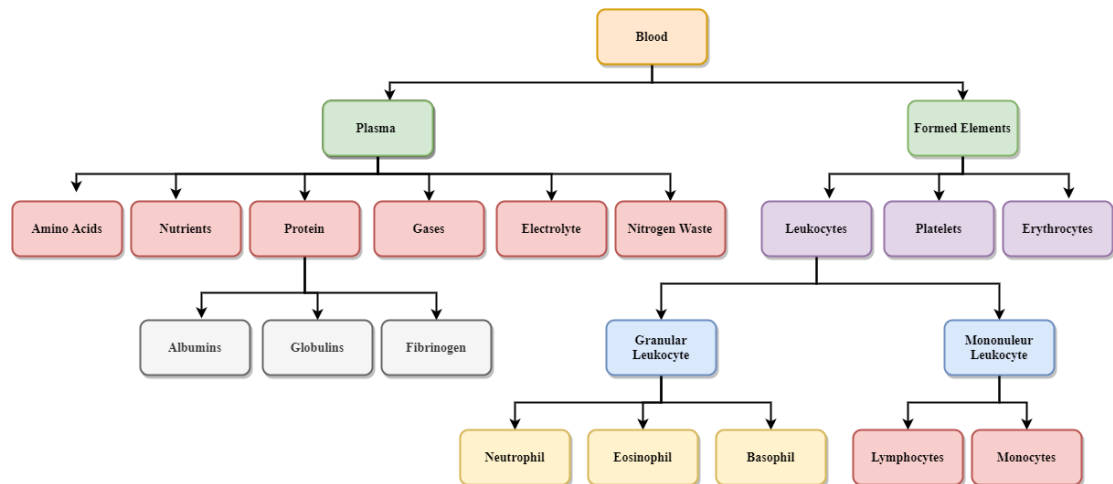 Blood
Plasma
Formed Elements
Amino Acids
Nutrients
Protein
Gases
Electrolyte
Nitrogen Waste
Leukocytes
Platelets
Erythrocytes
Albumins
Globulins
Fibrinogen
Granular
Leukocyte
Mononuleur
Leukocyte
Neutrophil
Eosinophil
Basophil
Lymphocytes
Monocytes